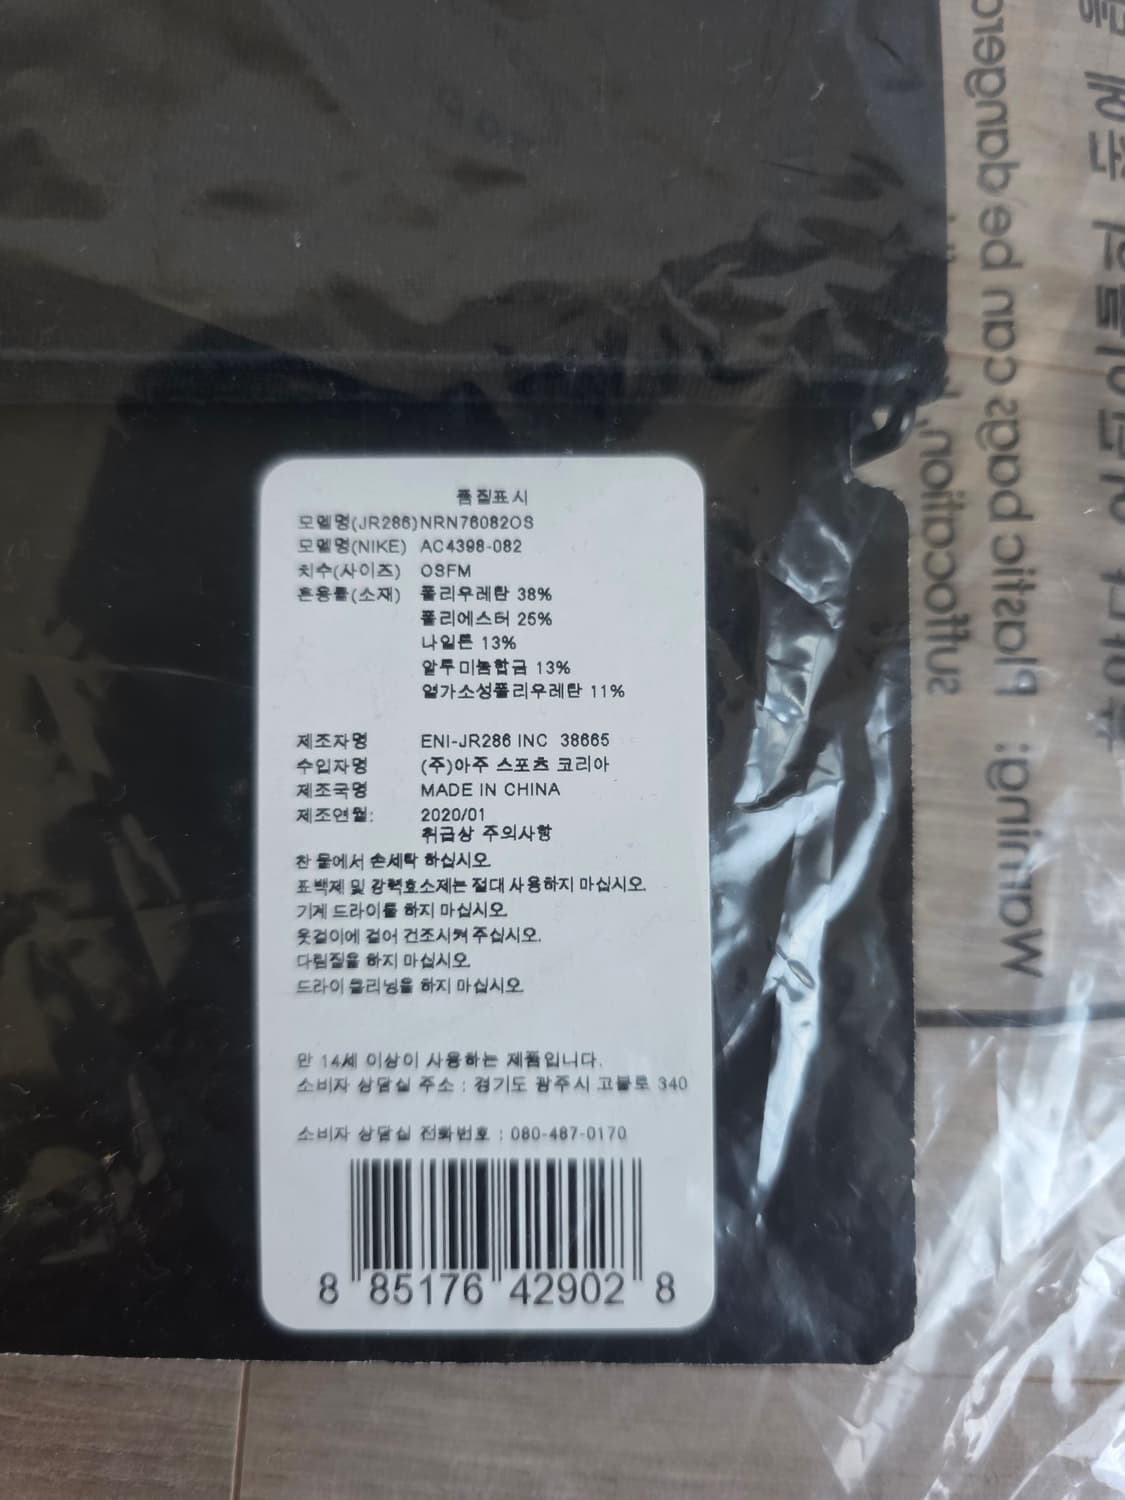 품질표시
모델명(JR286)NRN76082OS
모델명(NIKE) AC4398-082
치수(사이즈) OSFM
혼용률(소재) 폴리우레탄 38%
폴리에스터 25%
나일론 13%
알루미늄합금 13%
열가소성폴리우레탄 11%
제조자명 ENI-JR286 INC 38665
수입자명 (주)아주 스포츠 코리아
제조국명 MADE IN CHINA
제조연월: 2020/01
취급상 주의사항
찬 물에서 손세탁 하십시오.
표백제 및 강력효소제는 절대 사용하지 마십시오.
기계 드라이를 하지 마십시오.
옷걸이에 걸어 건조시켜 주십시오.
다림질을 하지 마십시오.
드라이 클리닝을 하지 마십시오.
만 14세 이상이 사용하는 제품입니다.
소비자 상담실 주소 : 경기도 광주시 고불로 340
소비자 상담실 전화번호 : 080-487-0170
8 85176 42902 8
Warning: Plastic bags can be
suffocation,